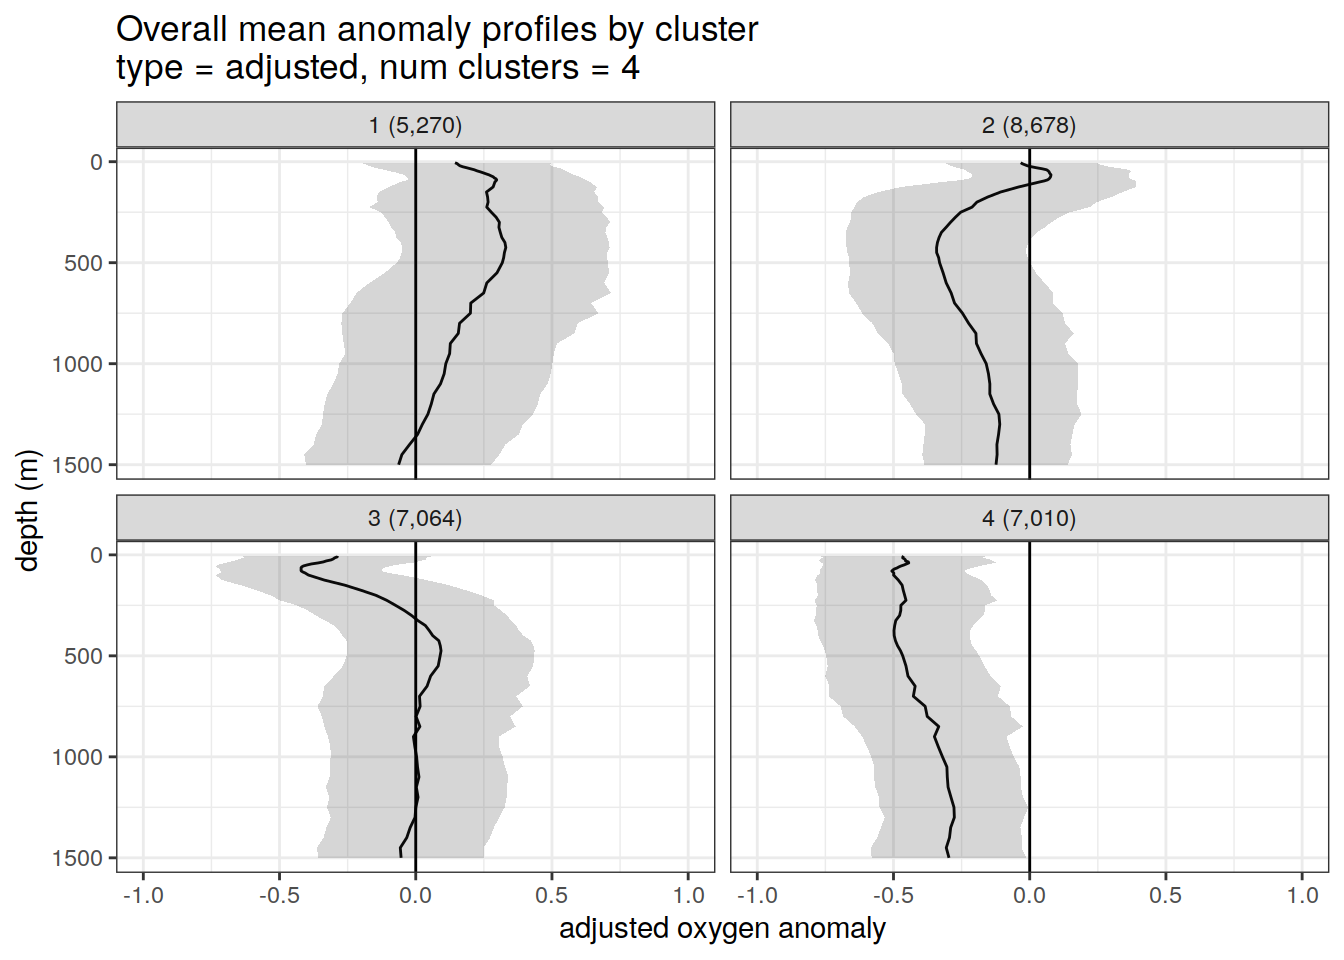 Overall mean anomaly profiles by cluster
type = adjusted, num clusters = 4
1 (5,270)
2 (8,678)
0
500
1000
1500
depth (m)
3 (7,064)
4 (7,010)
0
500
1000
1500
-1.0 -0.5 0.0 0.5 1.0 -1.0 -0.5 0.0 0.5 1.0
adjusted oxygen anomaly